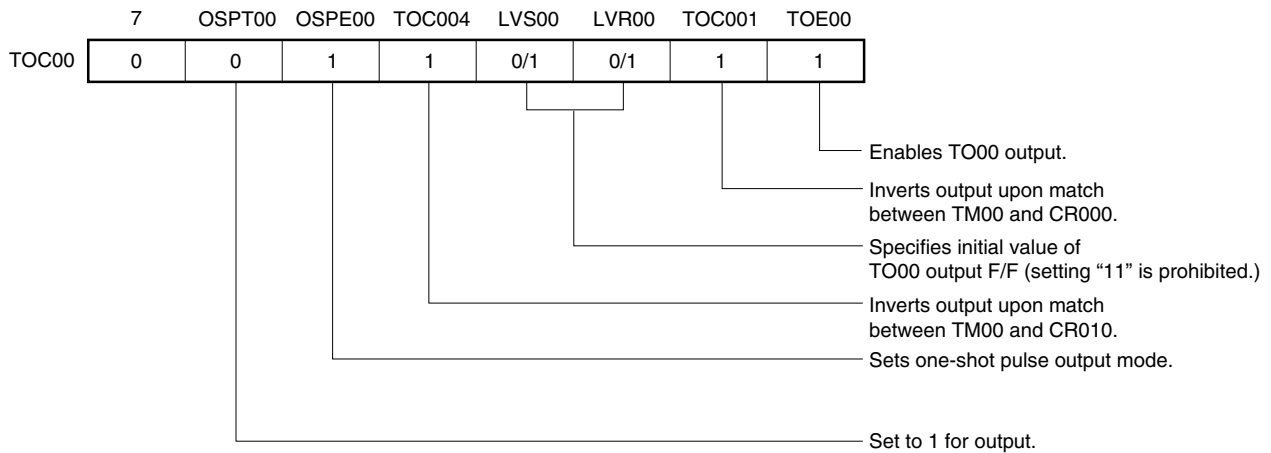 7 OSPT00 OSPE00 TOC004 LVS00 LVR00 TOC001 TOE00
TOC00 0 0 1 1 0/1 0/1 1 1
Enables TO00 output.
Inverts output upon match
between TM00 and CR000.
Specifies initial value of
TO00 output F/F (setting “11” is prohibited.)
Inverts output upon match
between TM00 and CR010.
Sets one-shot pulse output mode.
Set to 1 for output.